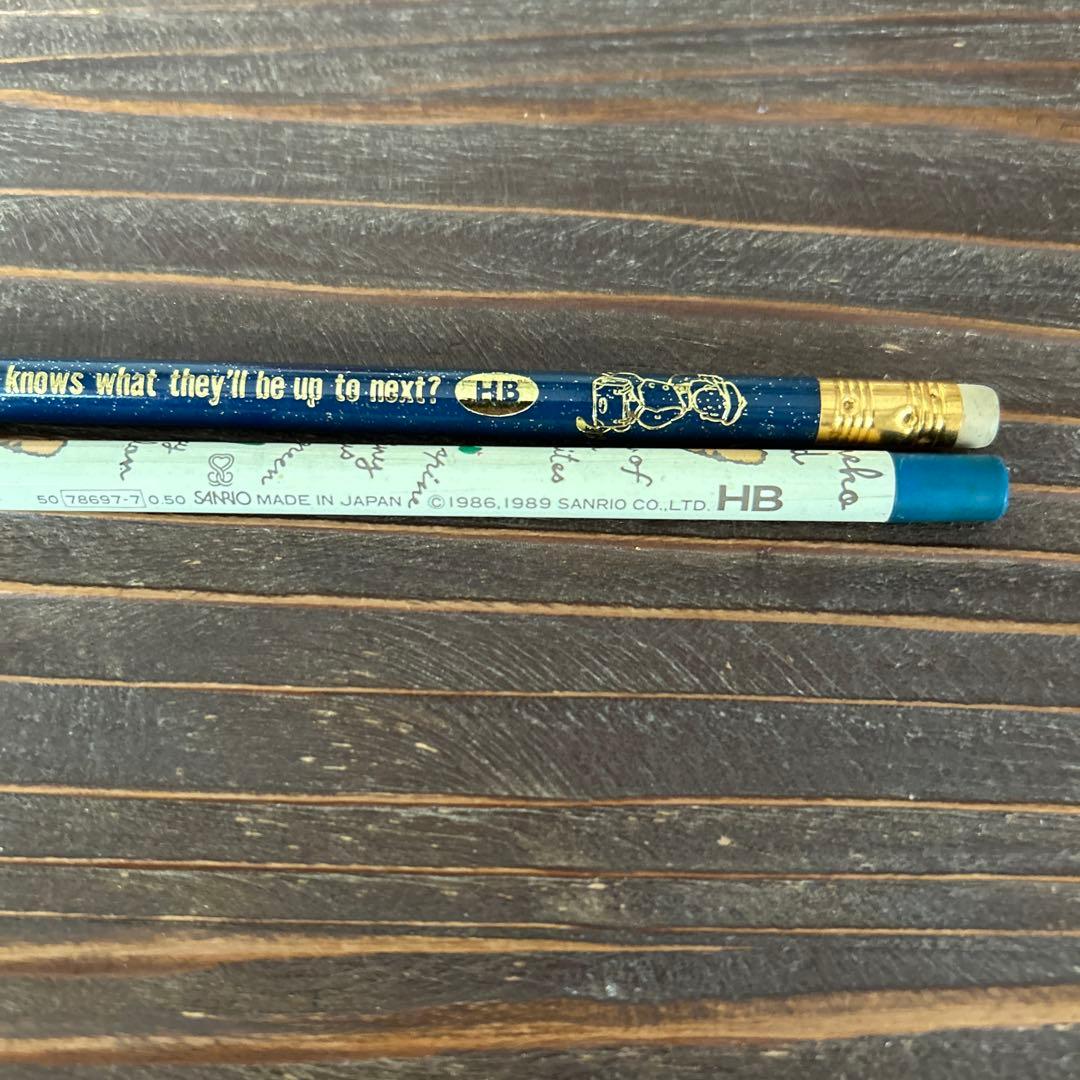 knows what they'll be up to next? HB
50 78697-7 0.50 SANRIO MADE IN JAPAN ©1986,1989 SANRIO CO.,LTD. HB
of